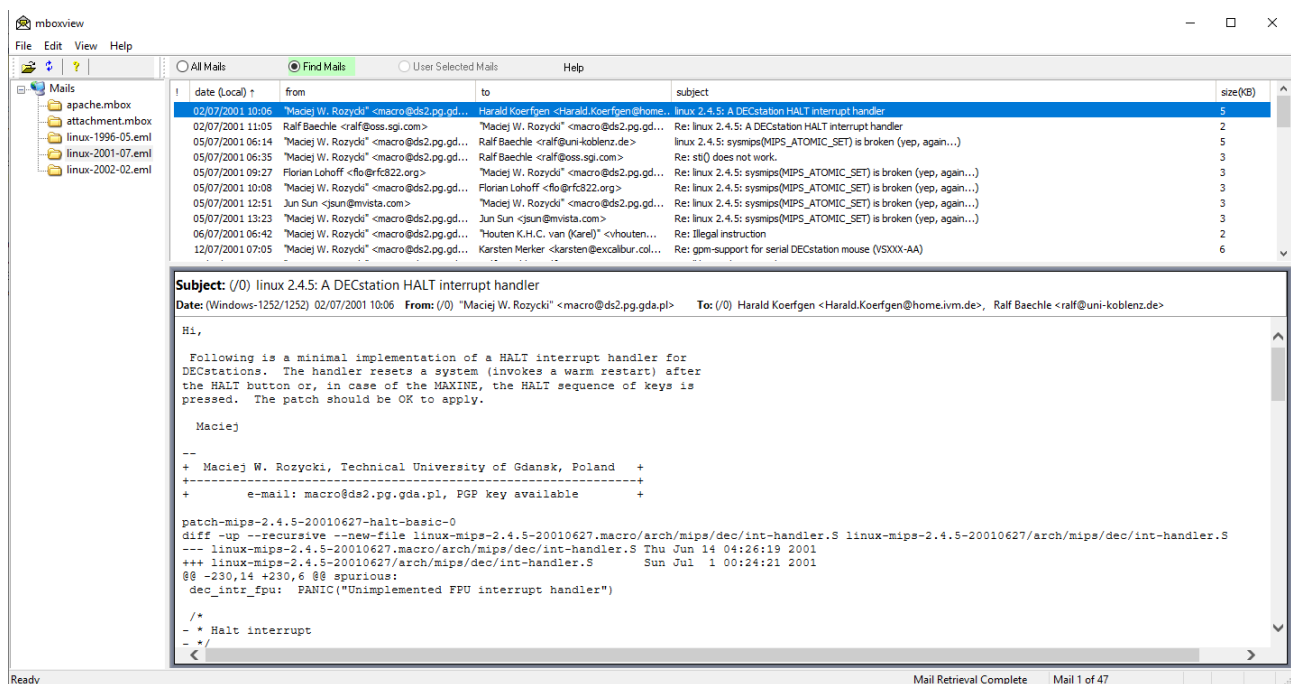 mboxview
File Edit View Help
All Mails Find Mails User Selected Mails Help
Mails
apache.mbox
attachment.mbox
linux-1996-05.eml
linux-2001-07.eml
linux-2002-02.eml
! date (Local) ↑ from to subject size(KB)
02/07/2001 10:06 "Maciej W. Rozycki" <macro@ds2.pg.gd... Harald Koerfgen <Harald.Koerfgen@home... linux 2.4.5: A DECstation HALT interrupt handler 5
02/07/2001 11:05 Ralf Baechle <ralf@oss.sgi.com> "Maciej W. Rozycki" <macro@ds2.pg.gd... Re: linux 2.4.5: A DECstation HALT interrupt handler 2
05/07/2001 06:14 "Maciej W. Rozycki" <macro@ds2.pg.gd... Ralf Baechle <ralf@uni-koblenz.de> linux 2.4.5: sysmips(MIPS_ATOMIC_SET) is broken (yep, again...) 5
05/07/2001 06:35 "Maciej W. Rozycki" <macro@ds2.pg.gd... Ralf Baechle <ralf@oss.sgi.com> Re: sti() does not work. 3
05/07/2001 09:27 Florian Lohoff <flo@rfc822.org> "Maciej W. Rozycki" <macro@ds2.pg.gd... Re: linux 2.4.5: sysmips(MIPS_ATOMIC_SET) is broken (yep, again...) 3
05/07/2001 10:08 "Maciej W. Rozycki" <macro@ds2.pg.gd... Florian Lohoff <flo@rfc822.org> Re: linux 2.4.5: sysmips(MIPS_ATOMIC_SET) is broken (yep, again...) 3
05/07/2001 12:51 Jun Sun <jsun@mvista.com> "Maciej W. Rozycki" <macro@ds2.pg.gd... Re: linux 2.4.5: sysmips(MIPS_ATOMIC_SET) is broken (yep, again...) 3
05/07/2001 13:23 "Maciej W. Rozycki" <macro@ds2.pg.gd... Jun Sun <jsun@mvista.com> Re: linux 2.4.5: sysmips(MIPS_ATOMIC_SET) is broken (yep, again...) 3
06/07/2001 06:42 "Maciej W. Rozycki" <macro@ds2.pg.gd... "Houten K.H.C. van (Karel)" <vhouten... Re: Illegal instruction 2
12/07/2001 07:05 "Maciej W. Rozycki" <macro@ds2.pg.gd... Karsten Merker <karsten@excalibur.col... Re: gpm-support for serial DECstation mouse (VSXXX-AA) 6
Subject: (/0) linux 2.4.5: A DECstation HALT interrupt handler
Date: (Windows-1252/1252) 02/07/2001 10:06 From: (/0) "Maciej W. Rozycki" <macro@ds2.pg.gda.pl> To: (/0) Harald Koerfgen <Harald.Koerfgen@home.ivm.de>, Ralf Baechle <ralf@uni-koblenz.de>
Hi,
Following is a minimal implementation of a HALT interrupt handler for
DECstations. The handler resets a system (invokes a warm restart) after
the HALT button or, in case of the MAXINE, the HALT sequence of keys is
pressed. The patch should be OK to apply.
Maciej
--
+ Maciej W. Rozycki, Technical University of Gdansk, Poland +
+--------------------------------------------------------------+
+ e-mail: macro@ds2.pg.gda.pl, PGP key available +
patch-mips-2.4.5-20010627-halt-basic-0
diff -up --recursive --new-file linux-mips-2.4.5-20010627.macro/arch/mips/dec/int-handler.S linux-mips-2.4.5-20010627/arch/mips/dec/int-handler.S
--- linux-mips-2.4.5-20010627.macro/arch/mips/dec/int-handler.S Thu Jun 14 04:26:19 2001
+++ linux-mips-2.4.5-20010627/arch/mips/dec/int-handler.S Sun Jul 1 00:24:21 2001
@@ -230,14 +230,6 @@ spurious:
dec_intr_fpu: PANIC("Unimplemented FPU interrupt handler")
/*
- * Halt interrupt
- */
Ready Mail Retrieval Complete Mail 1 of 47